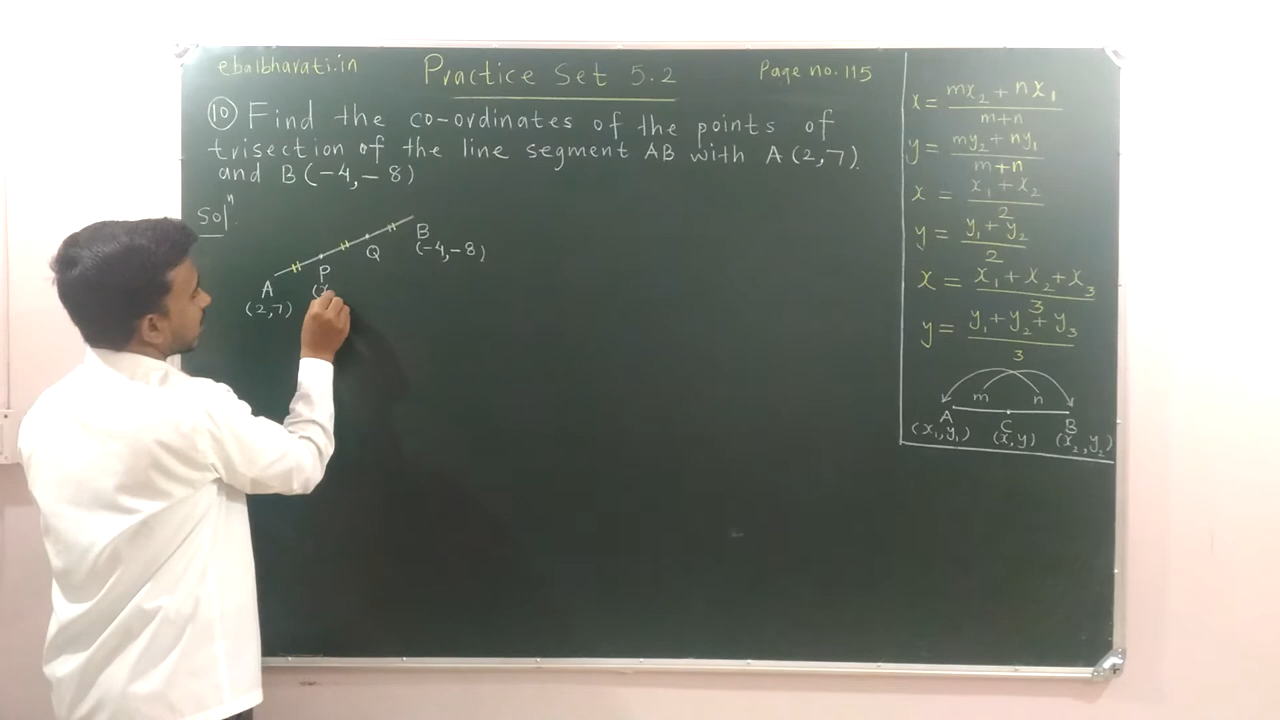 ebalbharati.in Practice Set 5.2 Page no. 115
⑩ Find the co-ordinates of the points of
trisection of the line segment AB with A(2,7).
and B(-4,-8)
Solⁿ.
B
(-4,-8)
Q
P
(x
A
(2,7)
x = (mx₂ + nx₁)/(m+n)
y = (my₂ + ny₁)/(m+n)
x = (x₁ + x₂)/2
y = (y₁ + y₂)/2
x = (x₁ + x₂ + x₃)/3
y = (y₁ + y₂ + y₃)/3
m n
A C B
(x₁,y₁) (x,y) (x₂,y₂)